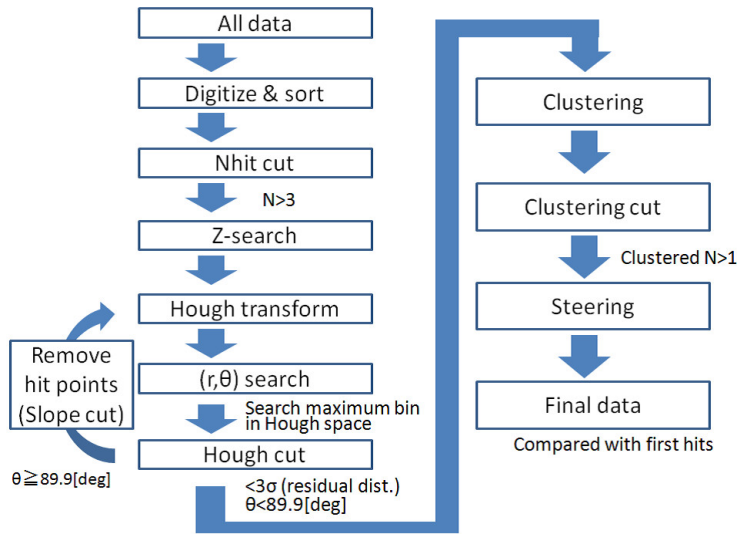 All data
Digitize & sort
Nhit cut
N>3
Z-search
Hough transform
(r,θ) search
Search maximum bin
in Hough space
Hough cut
<3σ (residual dist.)
θ<89.9[deg]
Remove
hit points
(Slope cut)
θ≧89.9[deg]
Clustering
Clustering cut
Clustered N>1
Steering
Final data
Compared with first hits